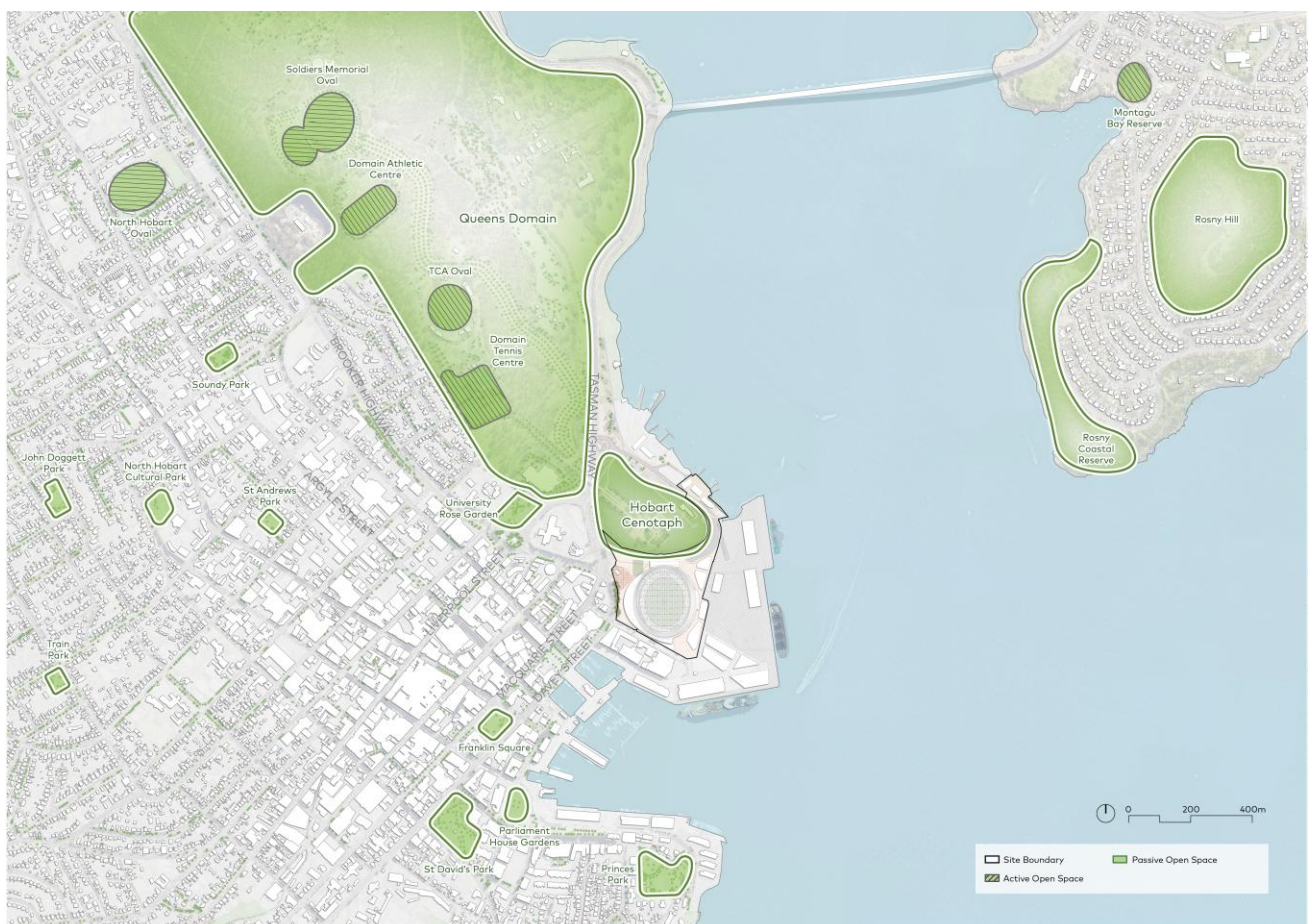 Soldiers Memorial
Oval
Montagu
Bay Reserve
Domain Athletic
Centre
North Hobart
Oval
Queens Domain
Rosny Hill
TCA Oval
Domain
Tennis
Centre
BROOKER HIGHWAY
Soundy Park
TASMAN HIGHWAY
John Doggett
Park
North Hobart
Cultural Park
St Andrews
Park
ARGYLE STREET
University
Rose Garden
Hobart
Cenotaph
Rosny
Coastal
Reserve
LIVERPOOL STREET
MACQUARIE STREET
DAVEY STREET
Train
Park
Franklin Square
Parliament
House Gardens
St David's Park
Princes
Park
0 200 400m
Site Boundary
Passive Open Space
Active Open Space